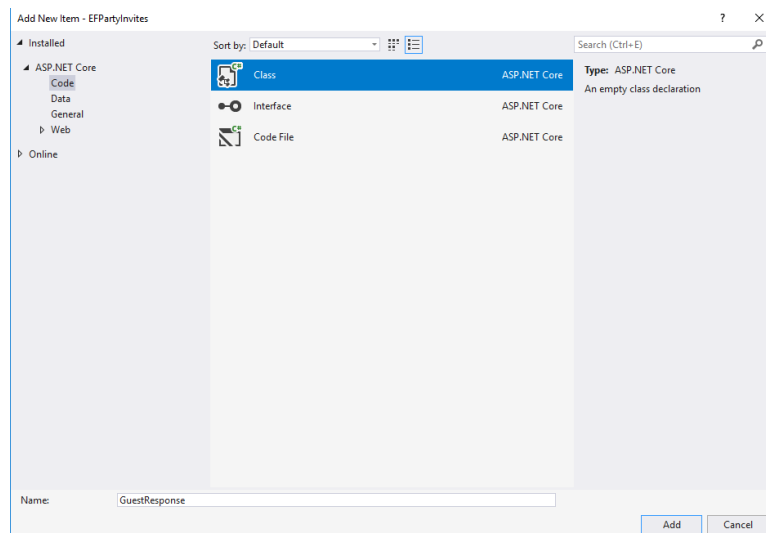 Add New Item - EFPartyInvites ? ×
Installed
ASP.NET Core
Code
Data
General
Web
Online
Sort by: Default
Class ASP.NET Core
Interface ASP.NET Core
Code File ASP.NET Core
Search (Ctrl+E)
Type: ASP.NET Core
An empty class declaration
Name: GuestResponse
Add Cancel